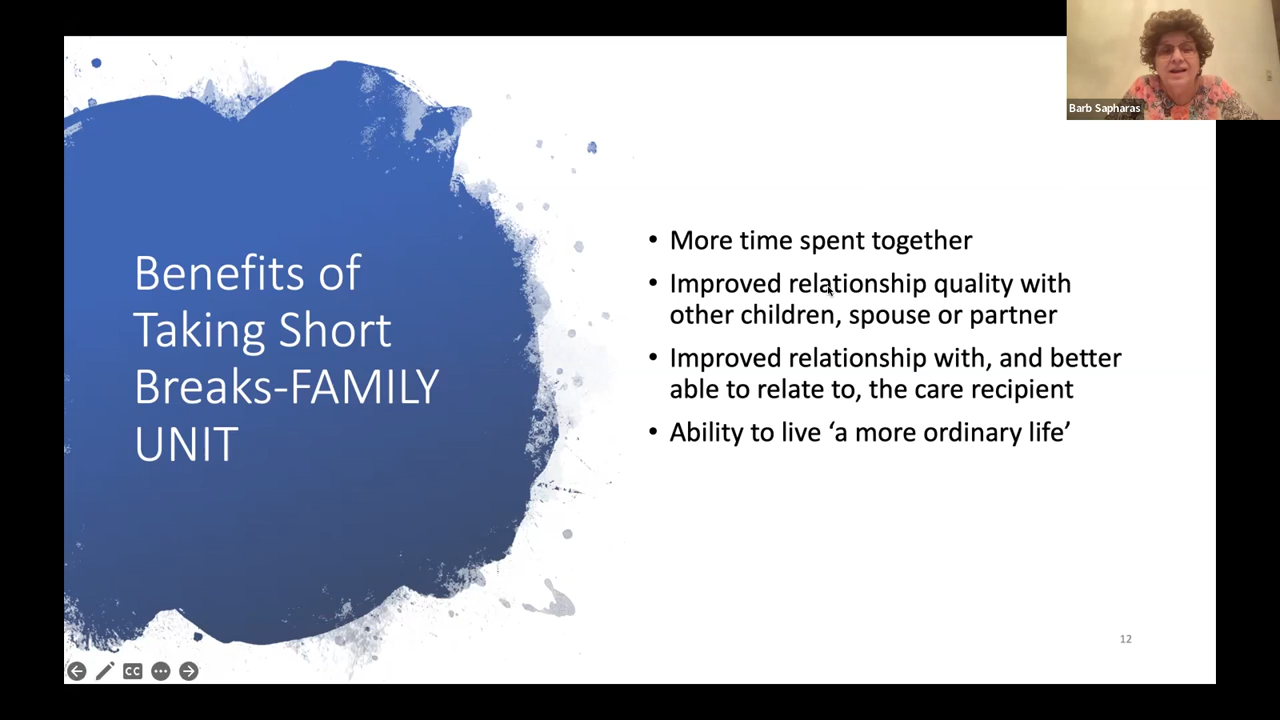 Barb Sapharas
Benefits of
Taking Short
Breaks-FAMILY
UNIT
• More time spent together
• Improved relationship quality with
other children, spouse or partner
• Improved relationship with, and better
able to relate to, the care recipient
• Ability to live ‘a more ordinary life’
12
CC